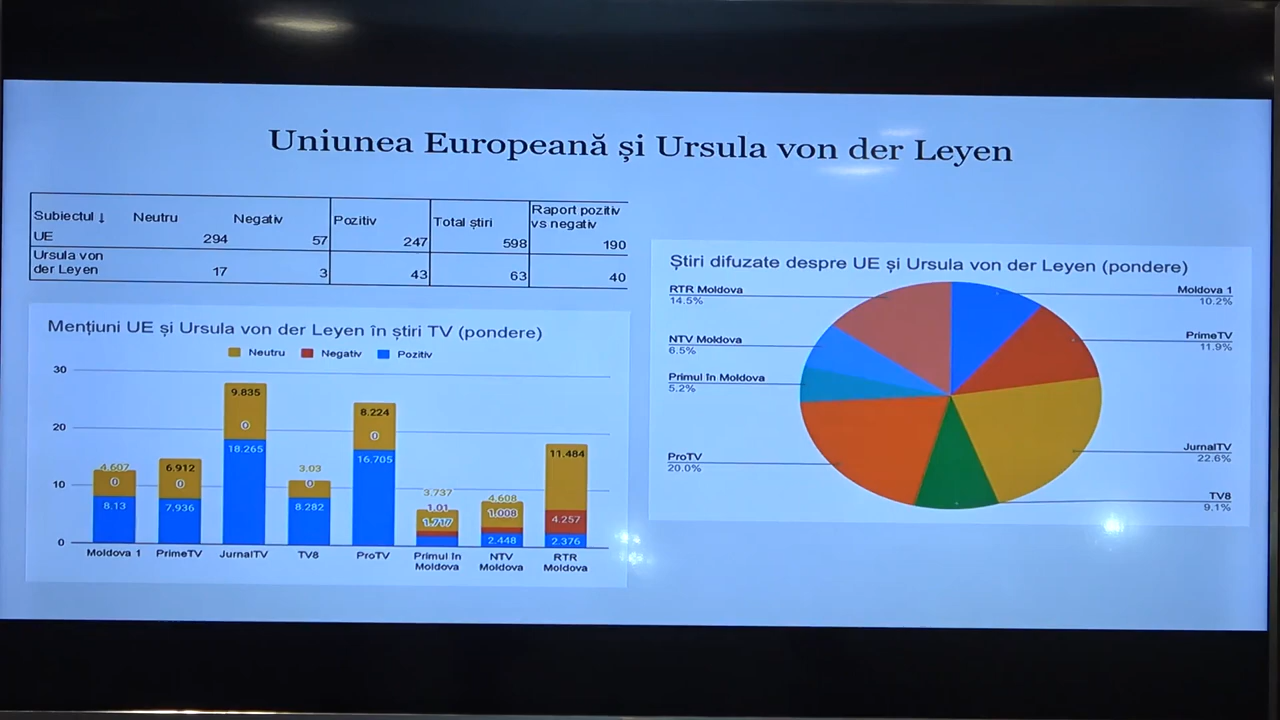 Uniunea Europeană și Ursula von der Leyen
Subiectul ↓ Neutru Negativ Pozitiv Total știri Raport pozitiv
vs negativ
UE 294 57 247 598 190
Ursula von
der Leyen 17 3 43 63 40
Mențiuni UE și Ursula von der Leyen în știri TV (pondere)
Neutru Negativ Pozitiv
30
20
10
0
4.607 6.912 9.835 3.03 8.224 3.737 4.608 11.484
0 0 0 0 0 1.01 1.008 4.257
8.13 7.936 18.265 8.282 16.705 1.717 2.448 2.376
Moldova 1 PrimeTV JurnalTV TV8 ProTV Primul în NTV RTR
Moldova Moldova Moldova
Știri difuzate despre UE și Ursula von der Leyen (pondere)
RTR Moldova
14.5%
NTV Moldova
6.5%
Primul în Moldova
5.2%
ProTV
20.0%
Moldova 1
10.2%
PrimeTV
11.9%
JurnalTV
22.6%
TV8
9.1%